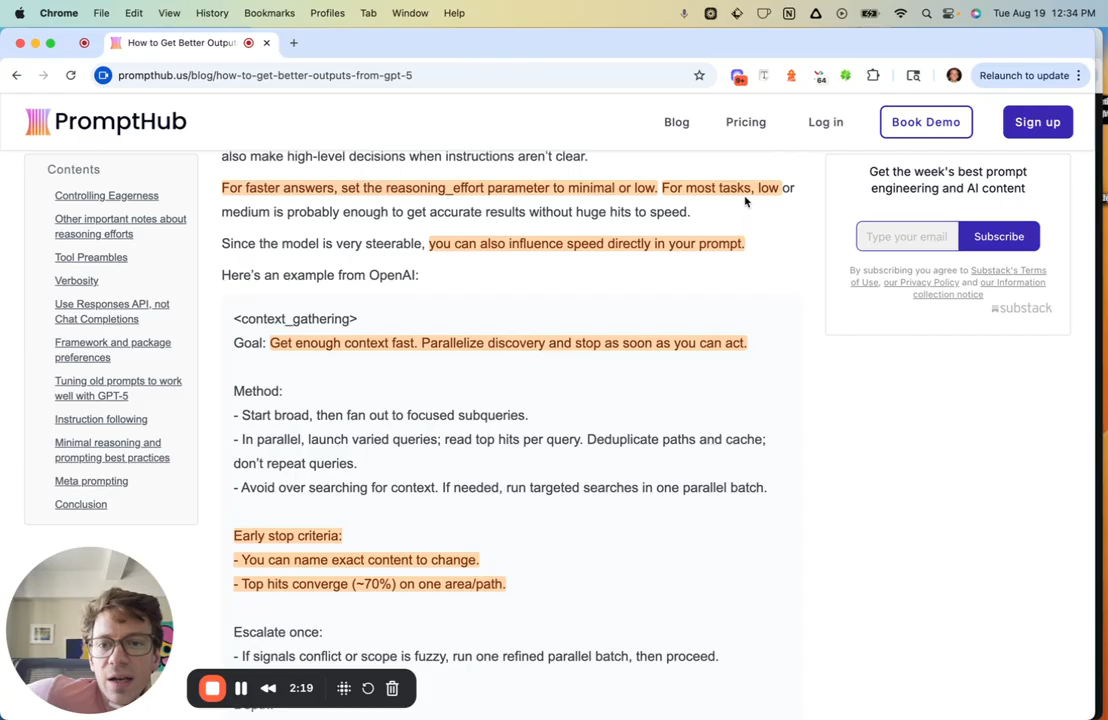 Chrome File Edit View History Bookmarks Profiles Tab Window Help
Tue Aug 19 12:34 PM
How to Get Better Outpu
prompthub.us/blog/how-to-get-better-outputs-from-gpt-5
9+
64
Relaunch to update
PromptHub
Blog Pricing Log in Book Demo Sign up
Contents
Controlling Eagerness
Other important notes about
reasoning efforts
Tool Preambles
Verbosity
Use Responses API, not
Chat Completions
Framework and package
preferences
Tuning old prompts to work
well with GPT-5
Instruction following
Minimal reasoning and
prompting best practices
Meta prompting
Conclusion
also make high-level decisions when instructions aren't clear.
For faster answers, set the reasoning_effort parameter to minimal or low. For most tasks, low or
medium is probably enough to get accurate results without huge hits to speed.
Since the model is very steerable, you can also influence speed directly in your prompt.
Here's an example from OpenAI:
<context_gathering>
Goal: Get enough context fast. Parallelize discovery and stop as soon as you can act.
Method:
- Start broad, then fan out to focused subqueries.
- In parallel, launch varied queries; read top hits per query. Deduplicate paths and cache;
don't repeat queries.
- Avoid over searching for context. If needed, run targeted searches in one parallel batch.
Early stop criteria:
- You can name exact content to change.
- Top hits converge (~70%) on one area/path.
Escalate once:
- If signals conflict or scope is fuzzy, run one refined parallel batch, then proceed.
Get the week's best prompt
engineering and AI content
Type your email Subscribe
By subscribing you agree to Substack's Terms
of Use, our Privacy Policy and our Information
collection notice
substack
2:19